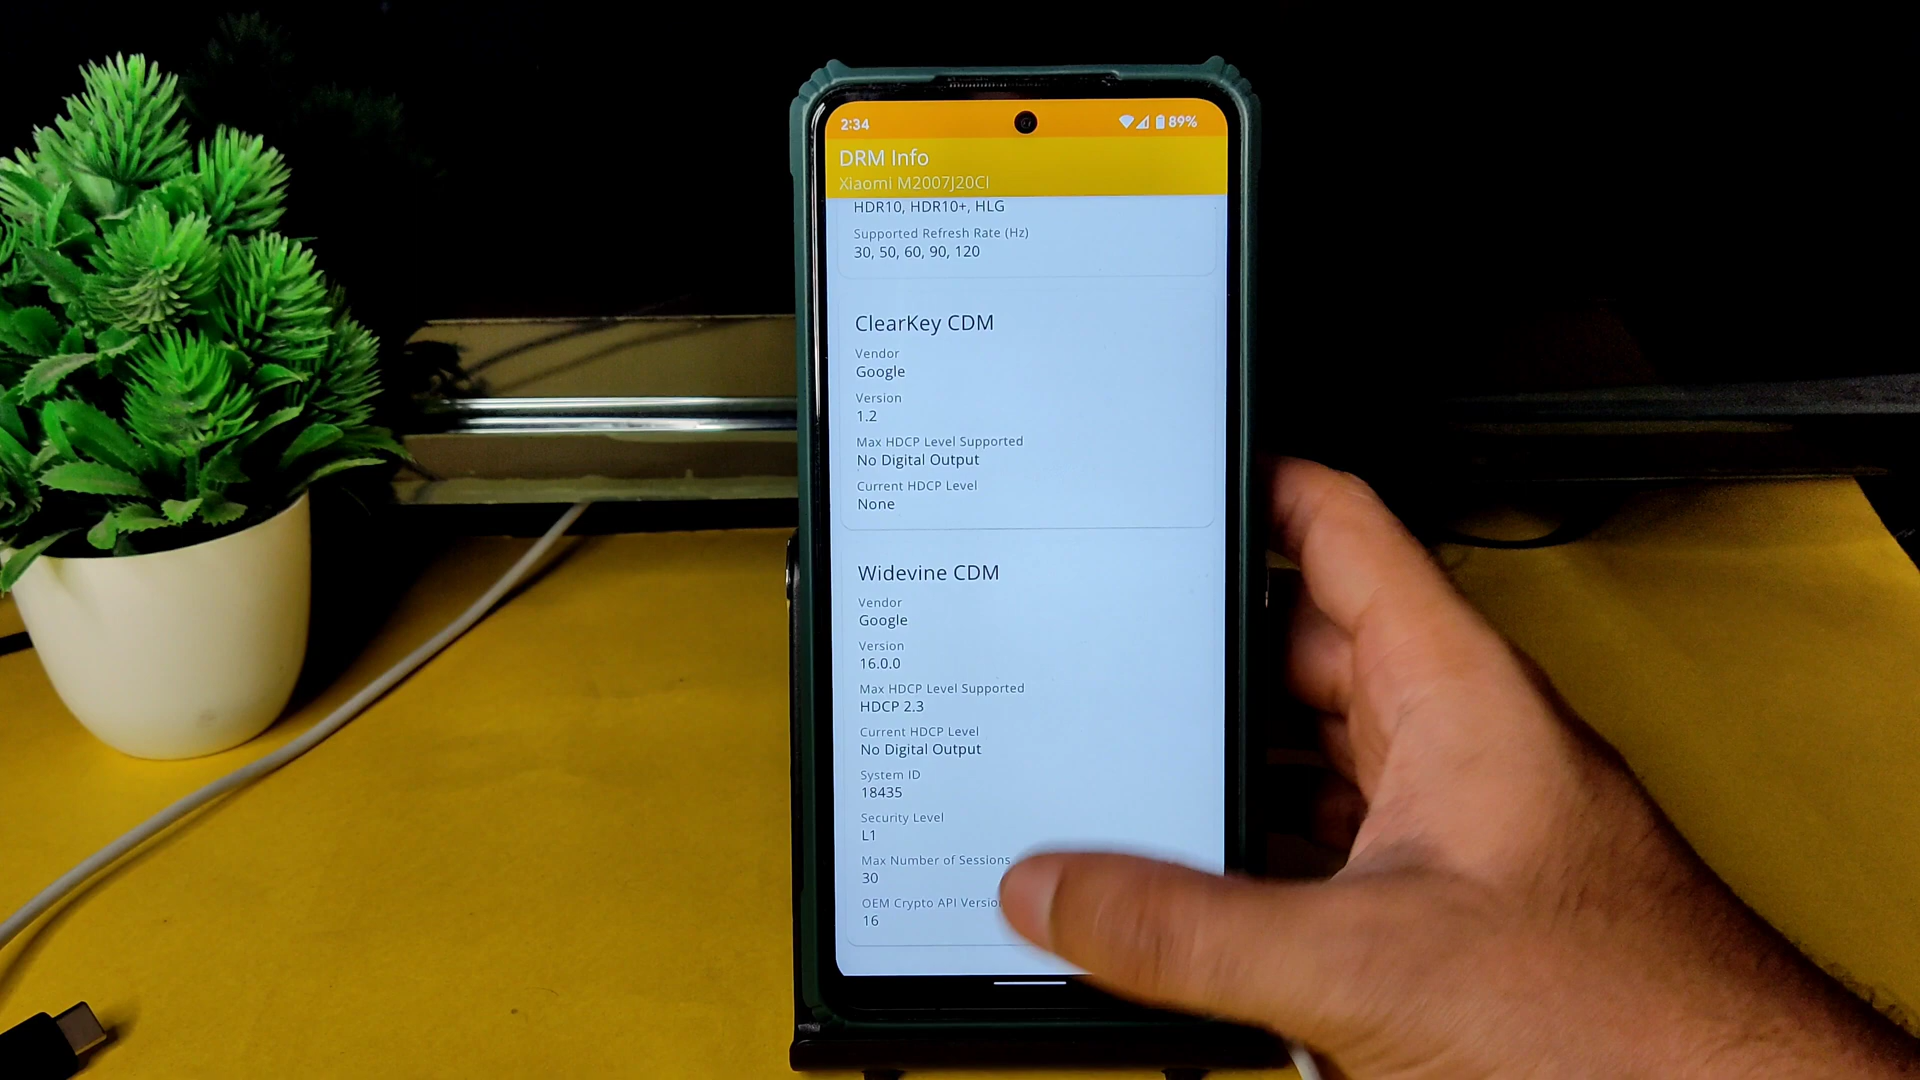 2:34
89%
DRM Info
Xiaomi M2007J20CI
HDR10, HDR10+, HLG
Supported Refresh Rate (Hz)
30, 50, 60, 90, 120
ClearKey CDM
Vendor
Google
Version
1.2
Max HDCP Level Supported
No Digital Output
Current HDCP Level
None
Widevine CDM
Vendor
Google
Version
16.0.0
Max HDCP Level Supported
HDCP 2.3
Current HDCP Level
No Digital Output
System ID
18435
Security Level
L1
Max Number of Sessions
30
OEM Crypto API Version
16